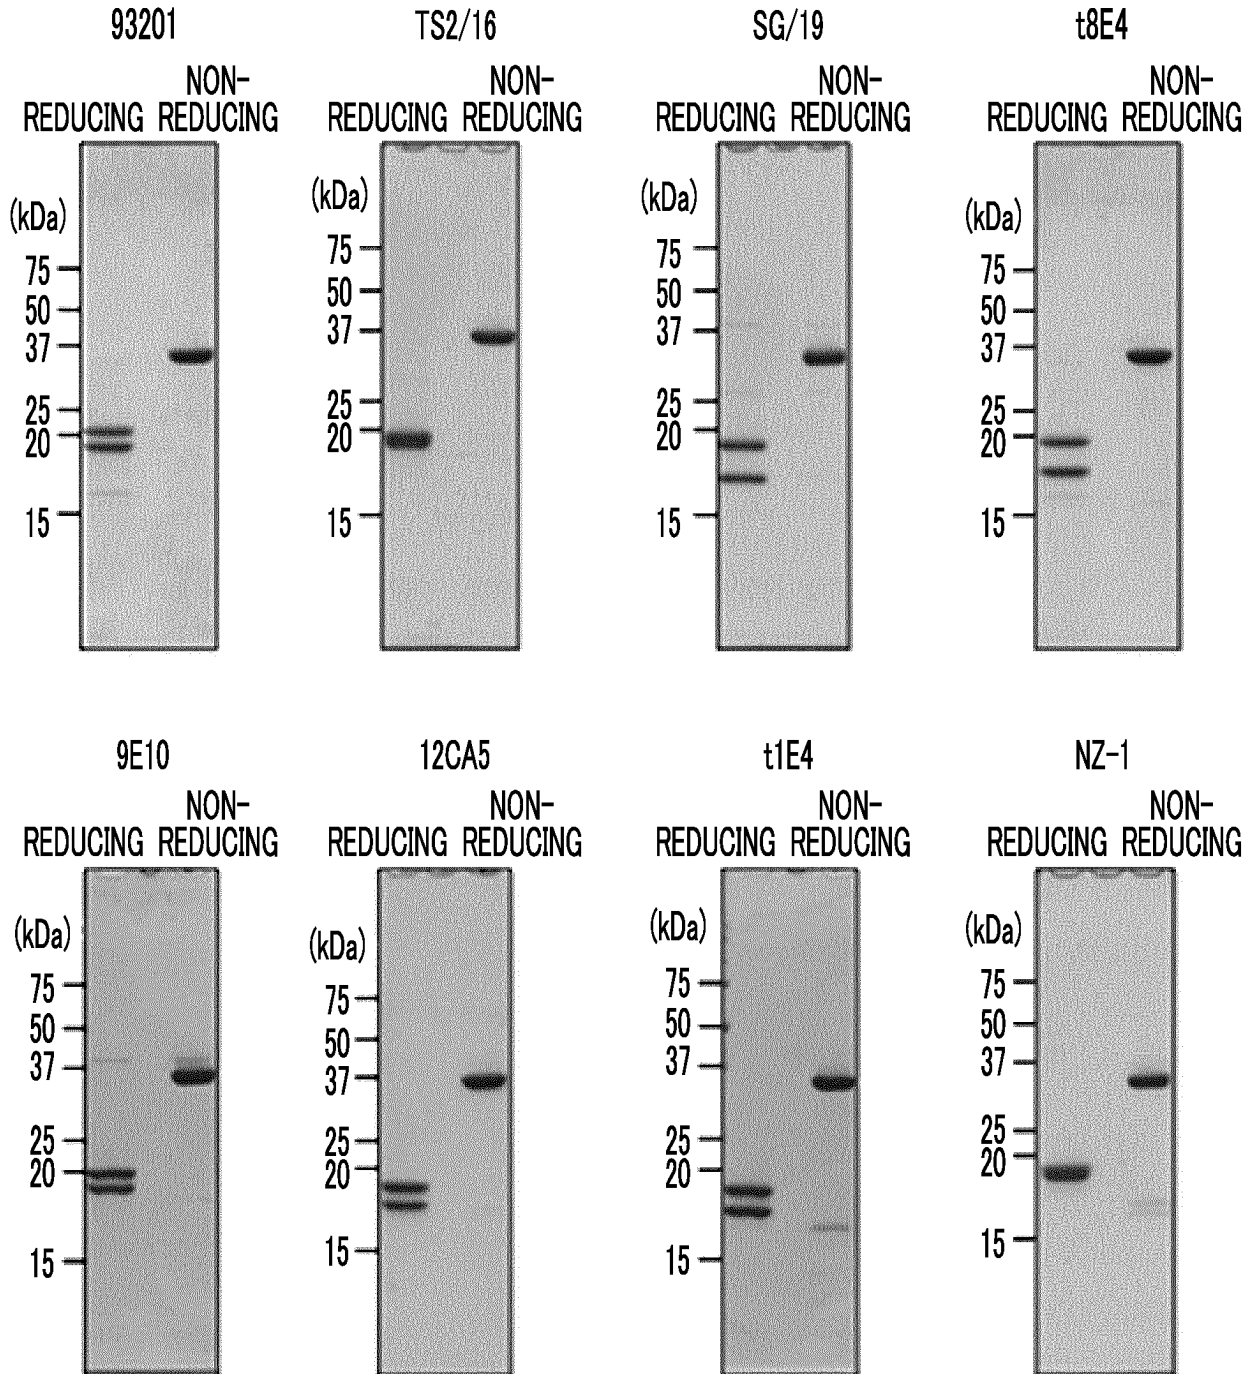 93201
NON-
REDUCING REDUCING
(kDa)
75
50
37
25
20
15
TS2/16
NON-
REDUCING REDUCING
(kDa)
75
50
37
25
20
15
SG/19
NON-
REDUCING REDUCING
(kDa)
75
50
37
25
20
15
t8E4
NON-
REDUCING REDUCING
(kDa)
75
50
37
25
20
15
9E10
NON-
REDUCING REDUCING
(kDa)
75
50
37
25
20
15
12CA5
NON-
REDUCING REDUCING
(kDa)
75
50
37
25
20
15
t1E4
NON-
REDUCING REDUCING
(kDa)
75
50
37
25
20
15
NZ-1
NON-
REDUCING REDUCING
(kDa)
75
50
37
25
20
15